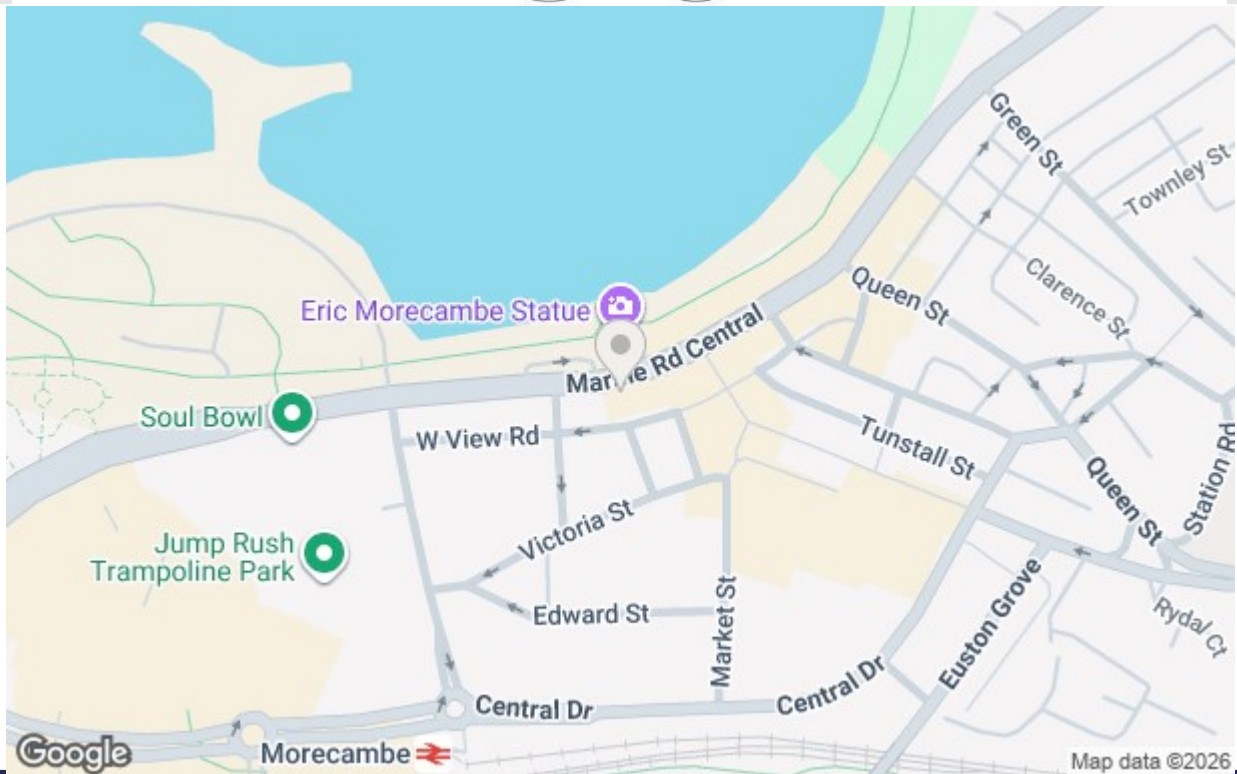 Green St
Townley St
Clarence St
Queen St
Eric Morecambe Statue
Marine Rd Central
Soul Bowl
W View Rd
Tunstall St
Station Rd
Queen St
Victoria St
Jump Rush
Trampoline Park
Euston Grove
Edward St
Market St
Rydal Ct
Central Dr
Central Dr
Morecambe
Google
Map data ©2026